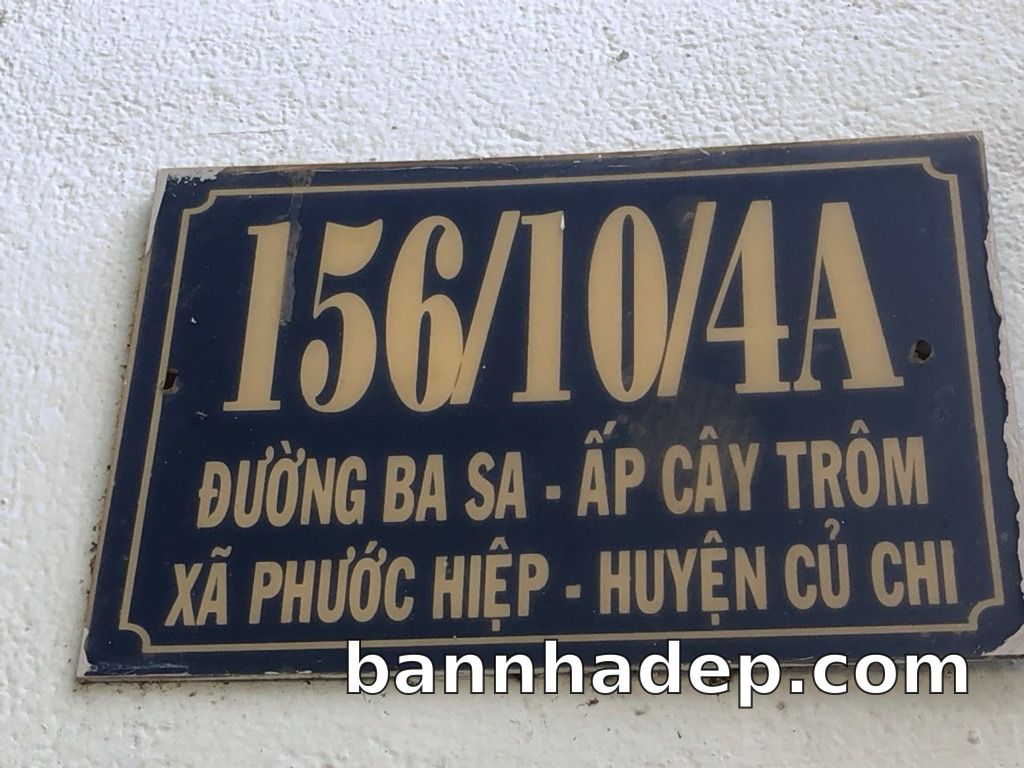 156/10/4A
ĐƯỜNG BA SA - ẤP CÂY TRÔM
XÃ PHƯỚC HIỆP - HUYỆN CỦ CHI
bannhadep.com